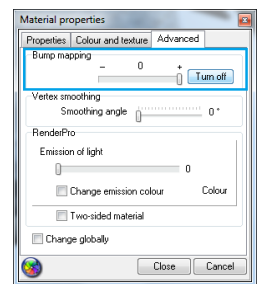 Material properties
Properties Colour and texture Advanced
Bump mapping
- 0 +
Turn off
Vertex smoothing
Smoothing angle 0 °
RenderPro
Emission of light
0
Change emission colour Colour
Two-sided material
Change globally
Close Cancel